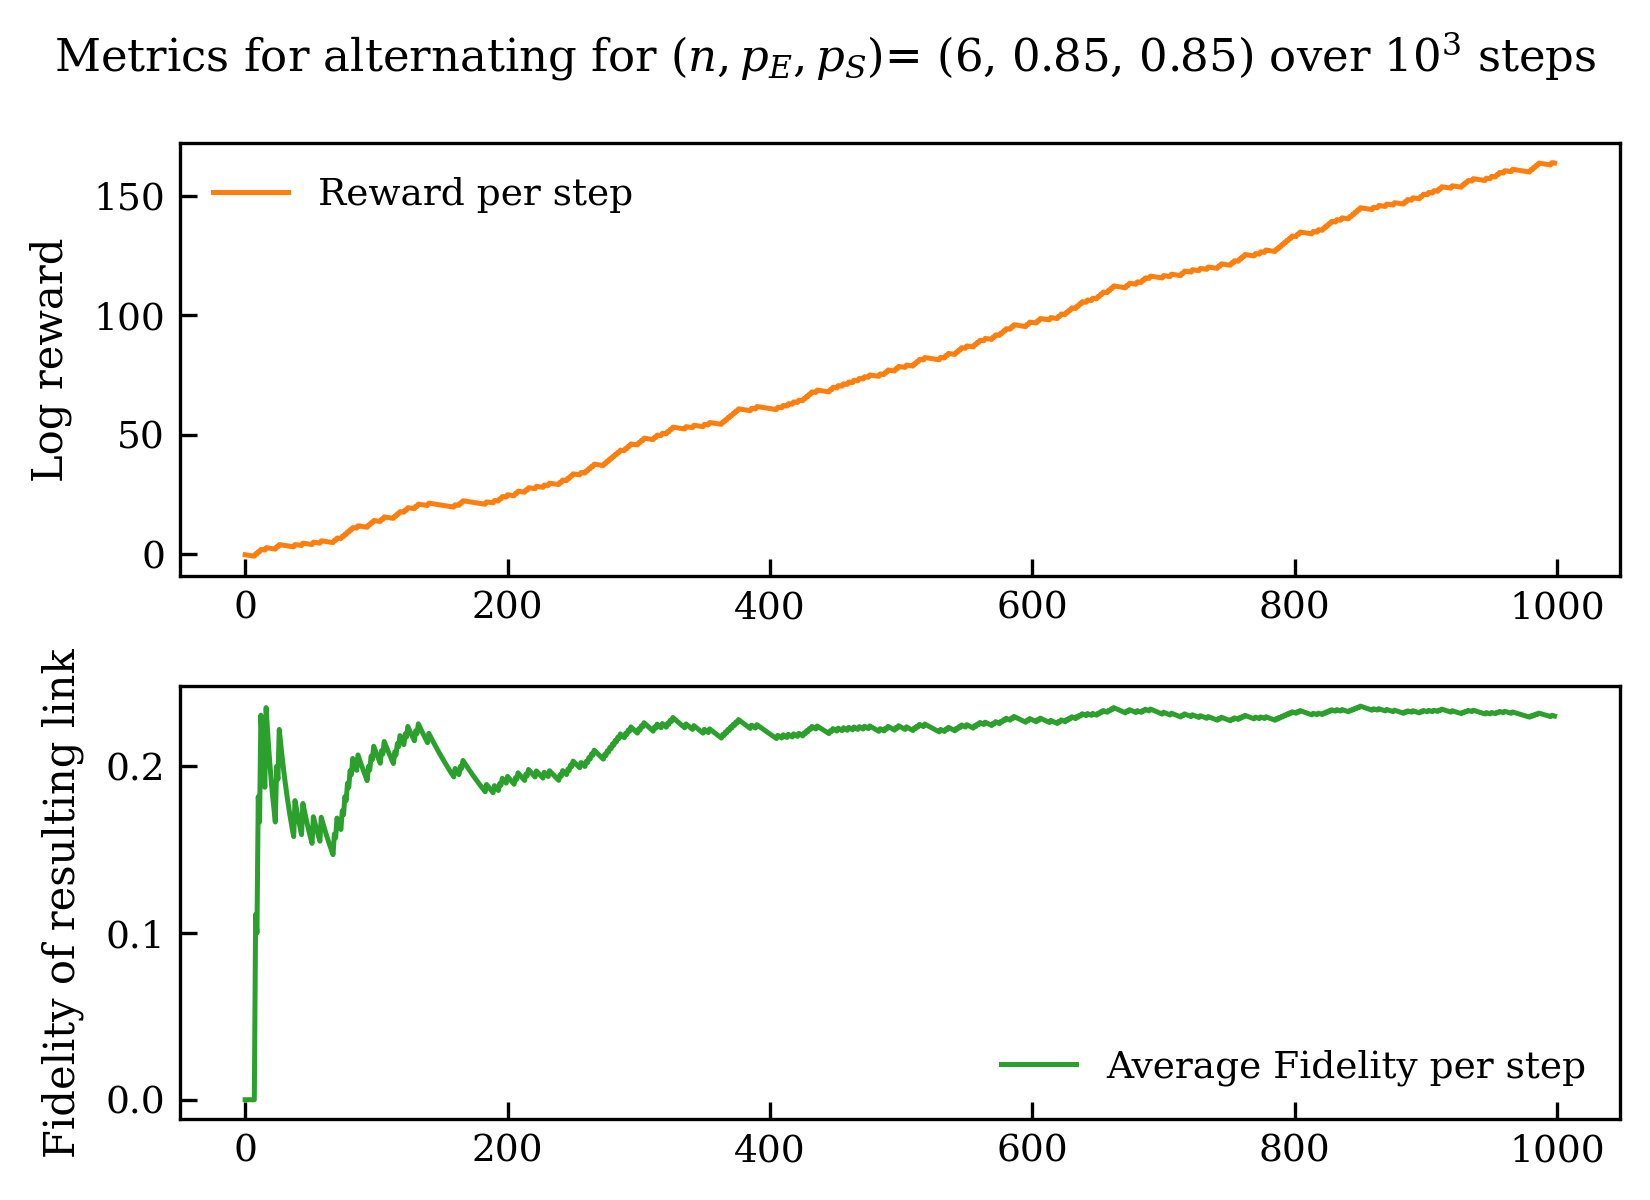 Metrics for alternating for (n, p_E, p_S)= (6, 0.85, 0.85) over 10³ steps
Log reward
150
100
50
0
Reward per step
0 200 400 600 800 1000
Fidelity of resulting link
0.2
0.1
0.0
Average Fidelity per step
0 200 400 600 800 1000